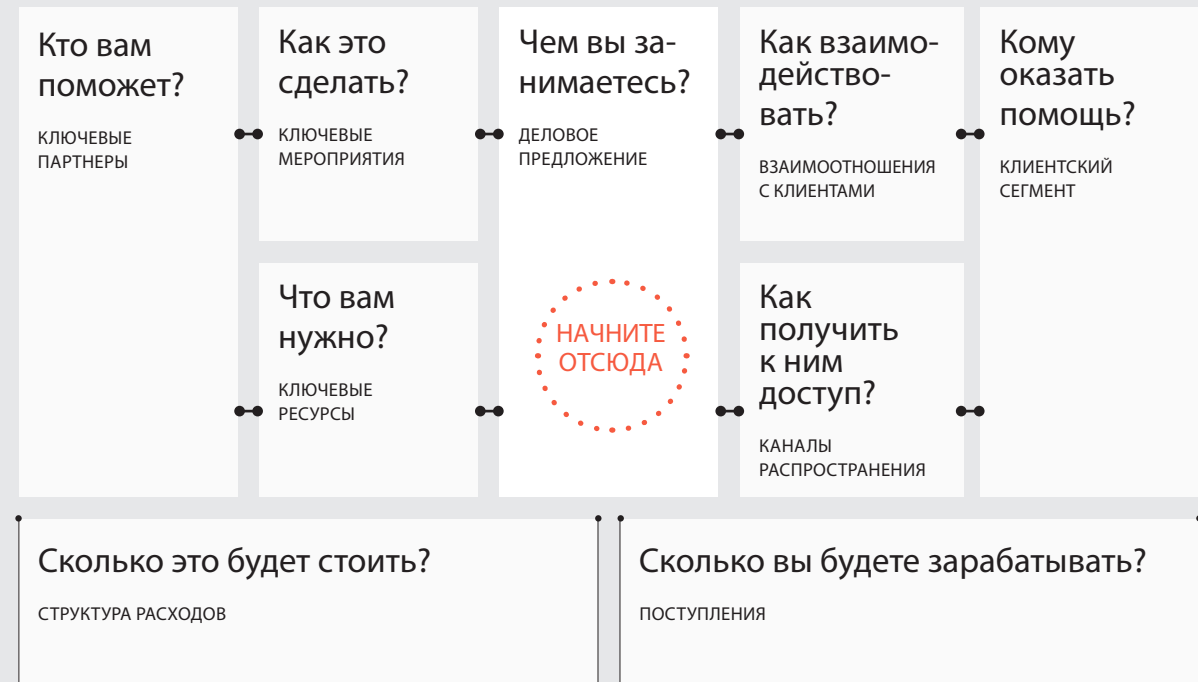 Кто вам
поможет?
КЛЮЧЕВЫЕ
ПАРТНЕРЫ
Как это
сделать?
КЛЮЧЕВЫЕ
МЕРОПРИЯТИЯ
Что вам
нужно?
КЛЮЧЕВЫЕ
РЕСУРСЫ
Чем вы за-
нимаетесь?
ДЕЛОВОЕ
ПРЕДЛОЖЕНИЕ
НАЧНИТЕ
ОТСЮДА
Как взаимо-
действо-
вать?
ВЗАИМООТНОШЕНИЯ
С КЛИЕНТАМИ
Как
получить
к ним
доступ?
КАНАЛЫ
РАСПРОСТРАНЕНИЯ
Кому
оказать
помощь?
КЛИЕНТСКИЙ
СЕГМЕНТ
Сколько это будет стоить?
СТРУКТУРА РАСХОДОВ
Сколько вы будете зарабатывать?
ПОСТУПЛЕНИЯ